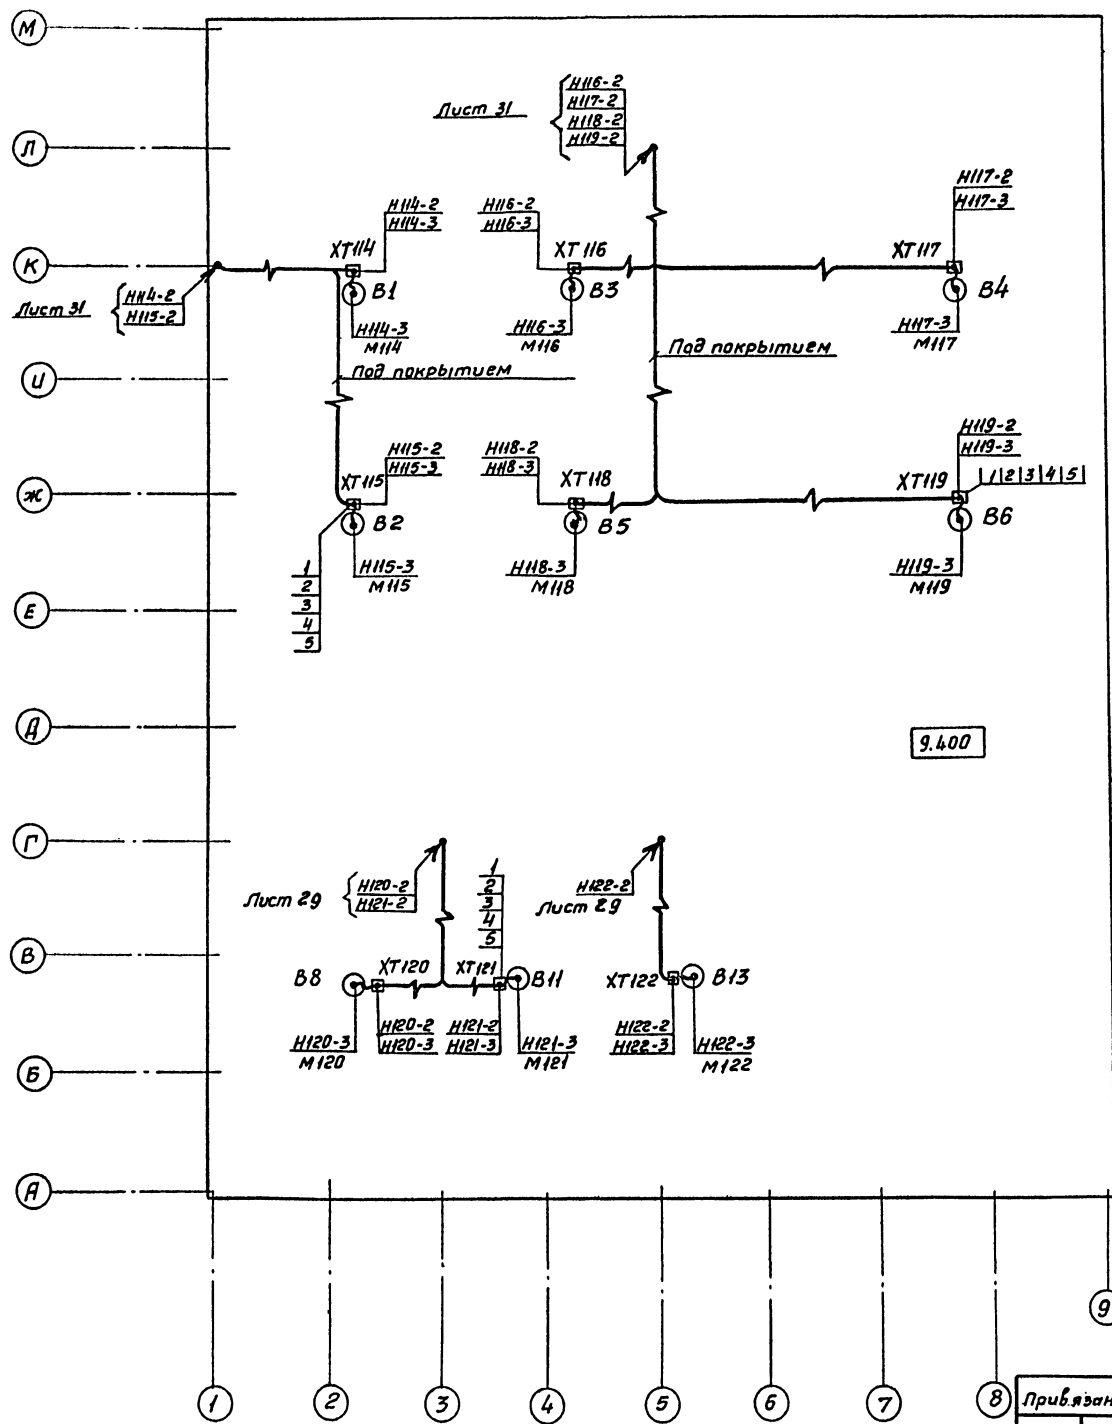 М
Л
К
И
Ж
Е
Д
Г
В
Б
А
Лист 31
Н116-2
Н117-2
Н118-2
Н119-2
Н114-2
Н114-3
ХТ114
В1
Н114-3
М114
Лист 31
Н114-2
Н115-2
Н116-2
Н116-3
ХТ116
В3
Н116-3
М116
Н117-2
Н117-3
ХТ117
В4
Н117-3
М117
Под покрытием
Под покрытием
Н115-2
Н115-3
ХТ115
В2
Н115-3
М115
1
2
3
4
5
Н118-2
Н118-3
ХТ118
В5
Н118-3
М118
Н119-2
Н119-3
ХТ119
1 2 3 4 5
В6
Н119-3
М119
9.400
Лист 29
Н120-2
Н121-2
1
2
3
4
5
Н122-2
Лист 29
В8
ХТ120
ХТ121
В11
ХТ122
В13
Н120-3
М120
Н120-2
Н120-3
Н121-2
Н121-3
Н121-3
М121
Н122-2
Н122-3
Н122-3
М122
1
2
3
4
5
6
7
8
9